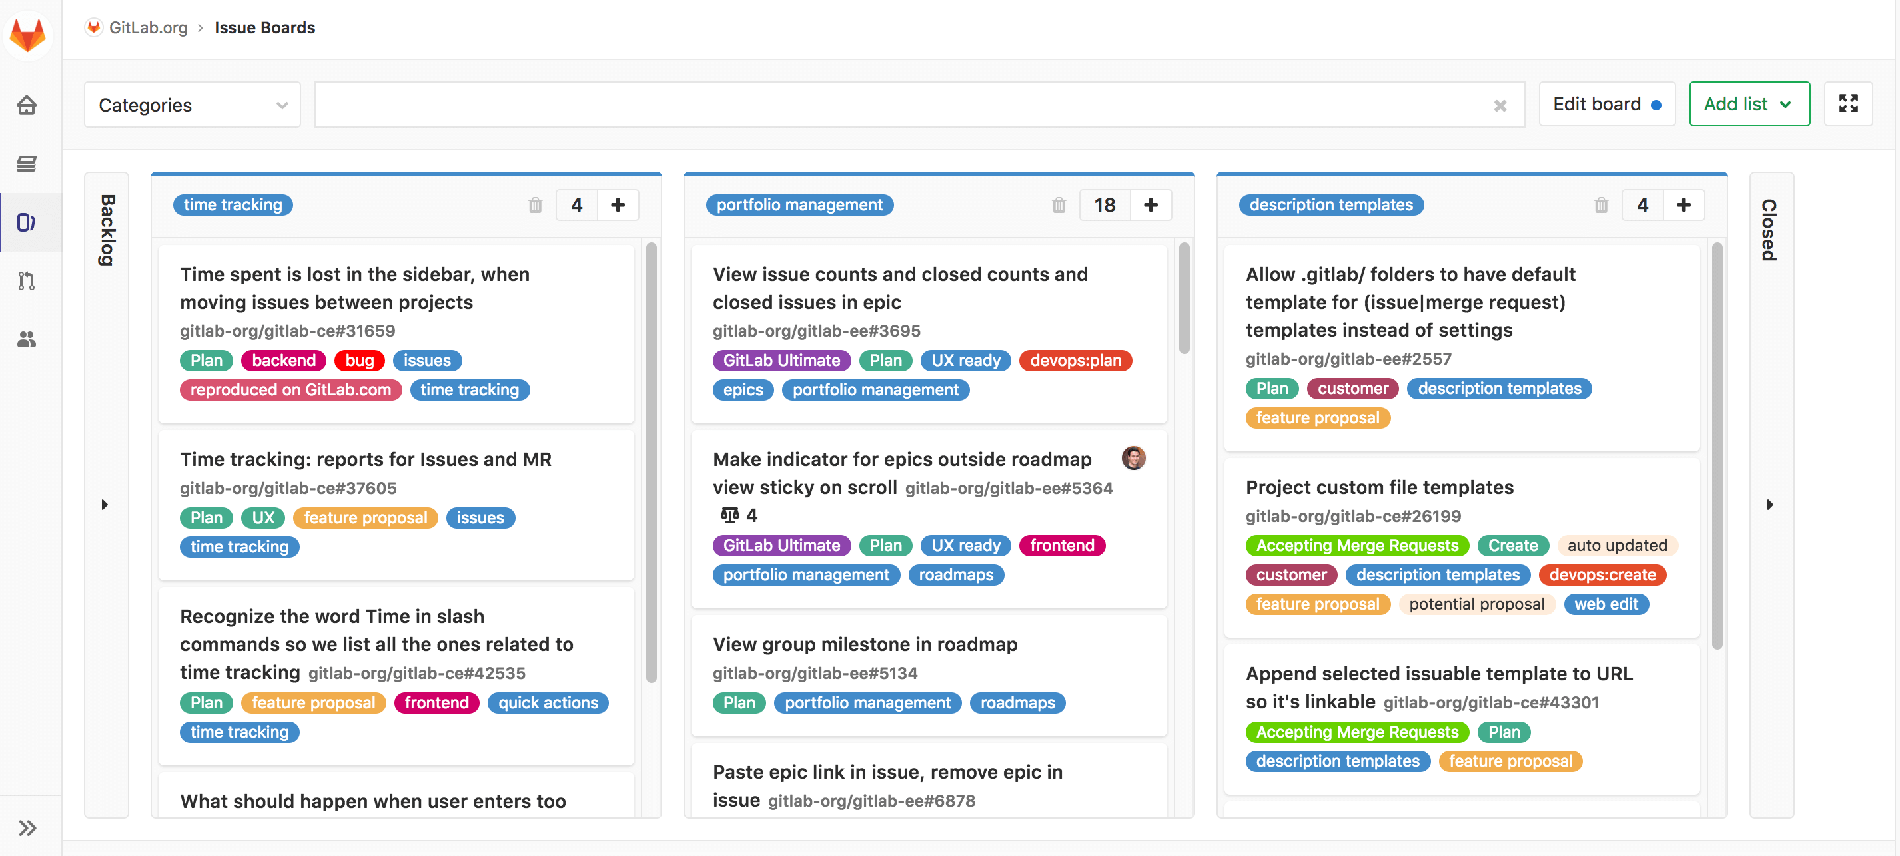 GitLab.org › Issue Boards
Categories
Edit board
Add list
Backlog
time tracking
4
Time spent is lost in the sidebar, when
moving issues between projects
gitlab-org/gitlab-ce#31659
Plan backend bug issues
reproduced on GitLab.com time tracking
Time tracking: reports for Issues and MR
gitlab-org/gitlab-ce#37605
Plan UX feature proposal issues
time tracking
Recognize the word Time in slash
commands so we list all the ones related to
time tracking gitlab-org/gitlab-ce#42535
Plan feature proposal frontend quick actions
time tracking
What should happen when user enters too
portfolio management
18
View issue counts and closed counts and
closed issues in epic
gitlab-org/gitlab-ee#3695
GitLab Ultimate Plan UX ready devops:plan
epics portfolio management
Make indicator for epics outside roadmap
view sticky on scroll gitlab-org/gitlab-ee#5364
4
GitLab Ultimate Plan UX ready frontend
portfolio management roadmaps
View group milestone in roadmap
gitlab-org/gitlab-ee#5134
Plan portfolio management roadmaps
Paste epic link in issue, remove epic in
issue gitlab-org/gitlab-ee#6878
description templates
4
Allow .gitlab/ folders to have default
template for (issue|merge request)
templates instead of settings
gitlab-org/gitlab-ee#2557
Plan customer description templates
feature proposal
Project custom file templates
gitlab-org/gitlab-ce#26199
Accepting Merge Requests Create auto updated
customer description templates devops:create
feature proposal potential proposal web edit
Append selected issuable template to URL
so it's linkable gitlab-org/gitlab-ce#43301
Accepting Merge Requests Plan
description templates feature proposal
Closed